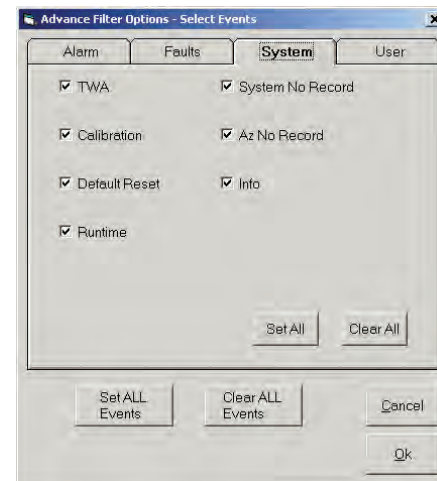 Advance Filter Options - Select Events
Alarm Faults System User
TWA System No Record
Calibration Az No Record
Default Reset Info
Runtime
Set All Clear All
Set ALL Events Clear ALL Events
Cancel
Ok